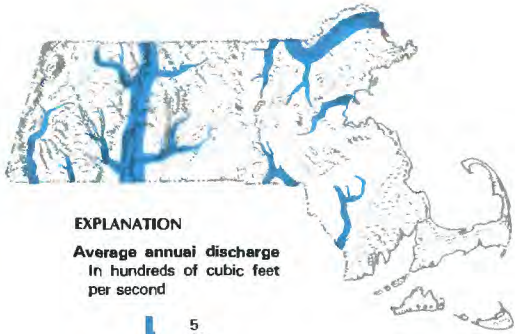 EXPLANATION
Average annual discharge
In hundreds of cubic feet
per second
5